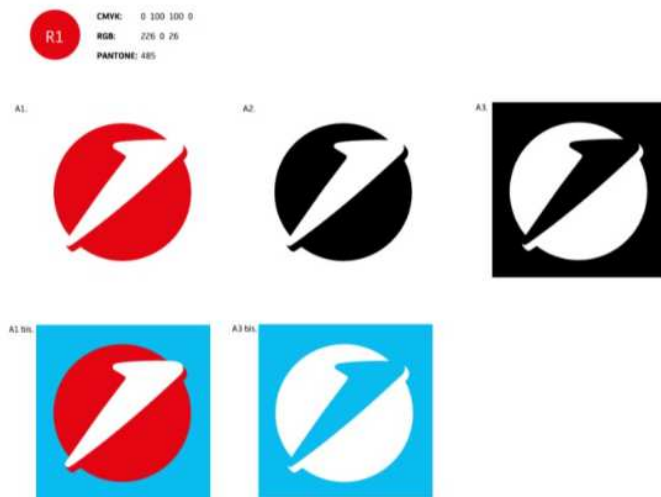 R1
CMYK: 0 100 100 0
RGB: 226 0 26
PANTONE: 485
A1.
A2.
A3.
A1 bis.
A3 bis.